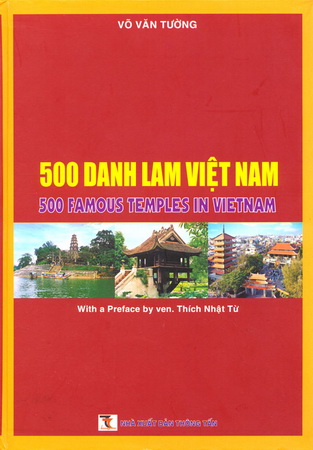 VÕ VĂN TƯỜNG
500 DANH LAM VIỆT NAM
500 FAMOUS TEMPLES IN VIETNAM
With a Preface by ven. Thích Nhật Từ
NHÀ XUẤT BẢN THÔNG TẤN